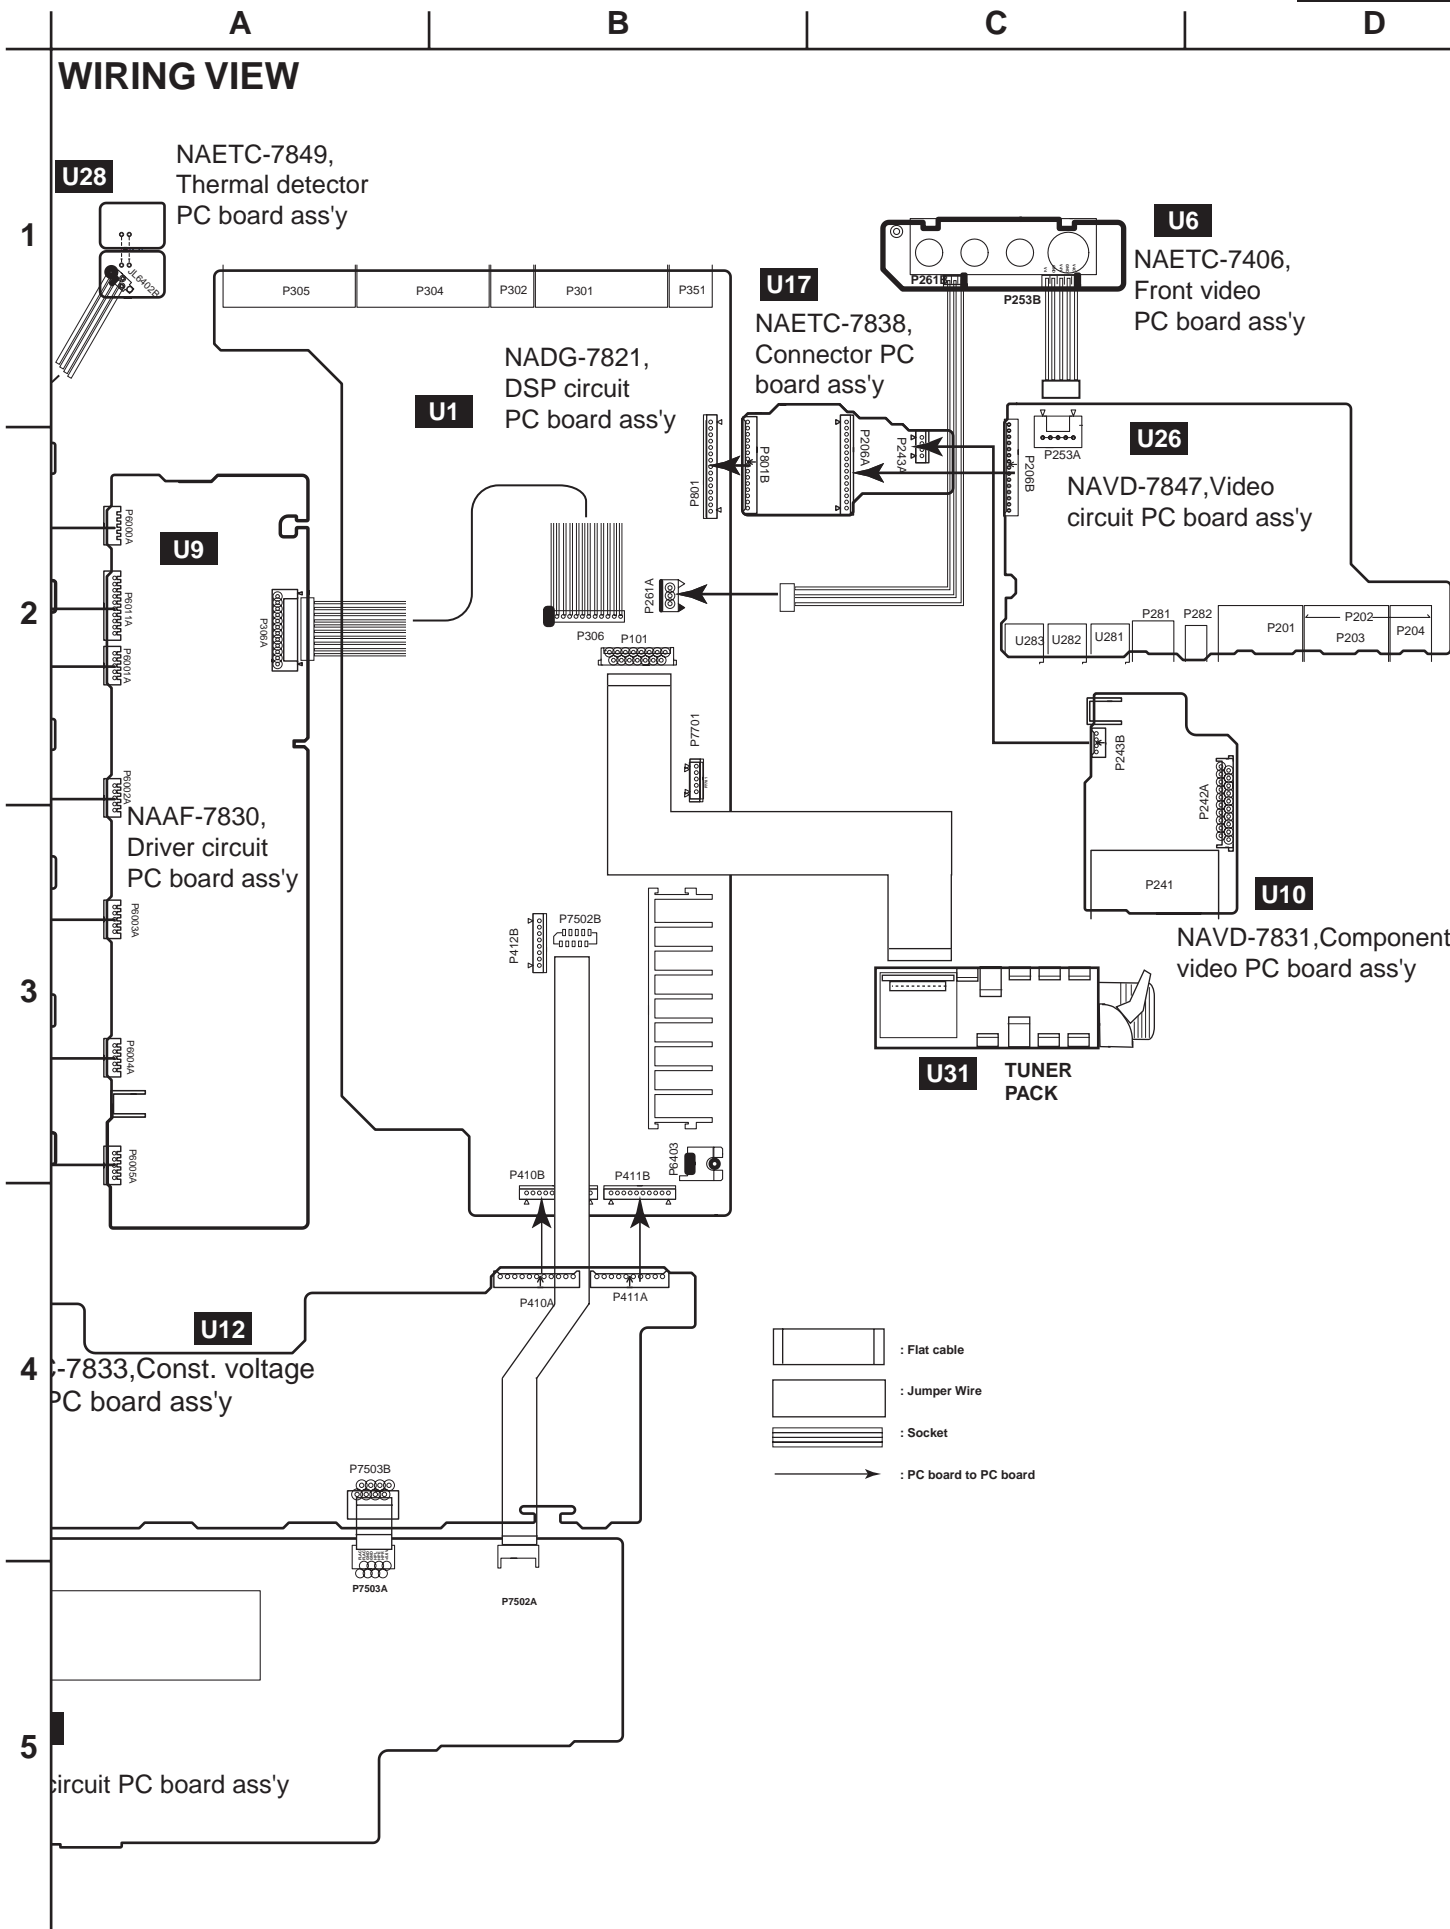 A
B
C
D
WIRING VIEW
U28
NAETC-7849,
Thermal detector
PC board ass'y
1
JL6402B
P305
P304
P302
P301
P351
U17
NAETC-7838,
Connector PC
board ass'y
P261B
P253B
U6
NAETC-7406,
Front video
PC board ass'y
U1
NADG-7821,
DSP circuit
PC board ass'y
P801
P801B
P206A
P243A
P206B
P253A
U26
NAVD-7847,Video
circuit PC board ass'y
P6000A
U9
2
P6011A
P306A
P6001A
P306
P101
P261A
P281
P282
U283
U282
U281
P201
P202
P203
P204
P7701
P243B
P242A
P6002A
NAAF-7830,
Driver circuit
PC board ass'y
P241
U10
NAVD-7831,Component
video PC board ass'y
P6003A
P412B
P7502B
3
P6004A
U31
TUNER
PACK
P6005A
P410B
P411B
P6403
P410A
P411A
U12
4
-7833,Const. voltage
PC board ass'y
: Flat cable
: Jumper Wire
: Socket
: PC board to PC board
P7503B
P7503A
P7502A
5
circuit PC board ass'y